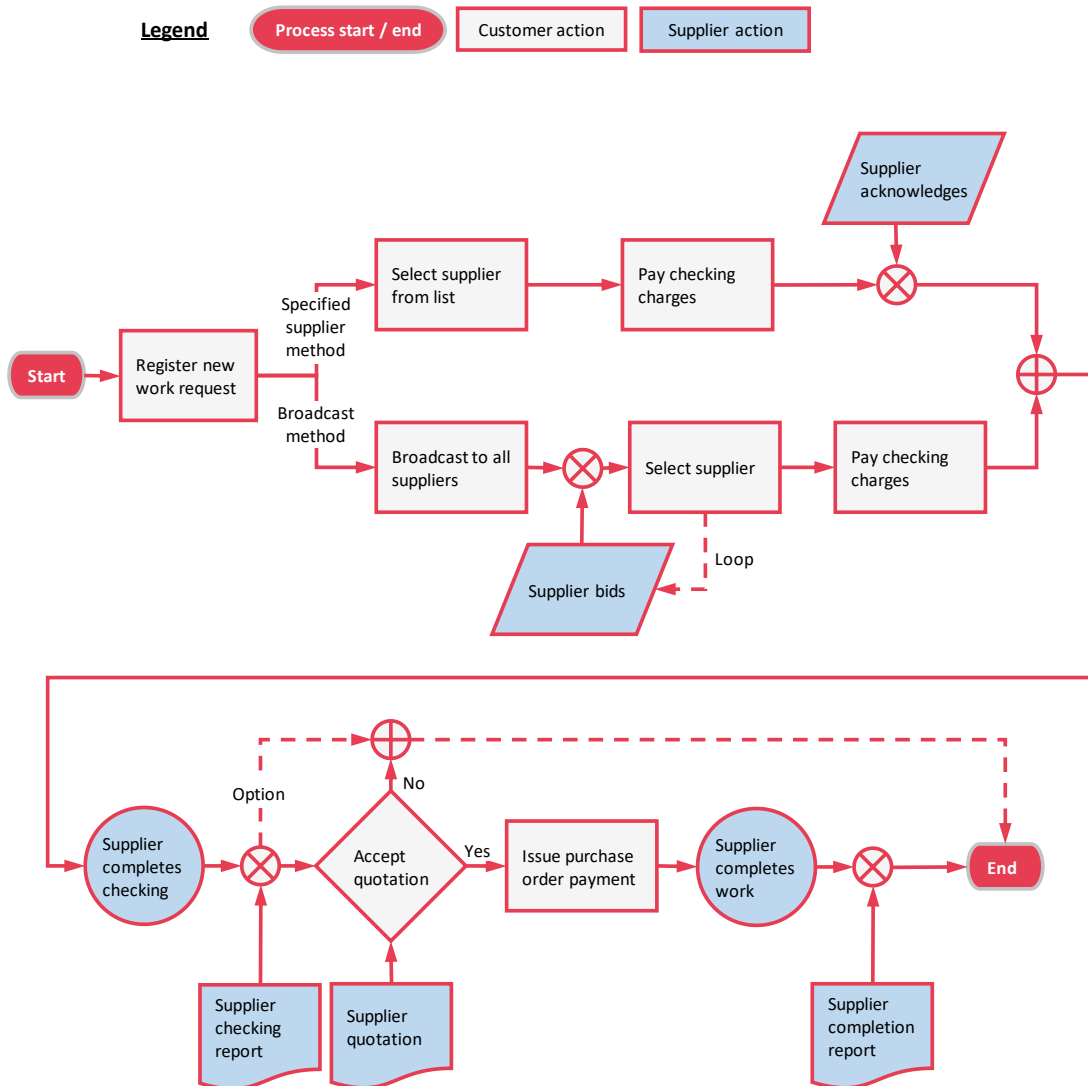 Legend
Process start / end
Customer action
Supplier action
Supplier
acknowledges
Select supplier
from list
Pay checking
charges
Specified
supplier
method
Start
Register new
work request
Broadcast
method
Broadcast to all
suppliers
Select supplier
Pay checking
charges
Loop
Supplier bids
No
Option
Supplier
completes
checking
Accept
quotation
Yes
Issue purchase
order payment
Supplier
completes
work
End
Supplier
checking
report
Supplier
quotation
Supplier
completion
report